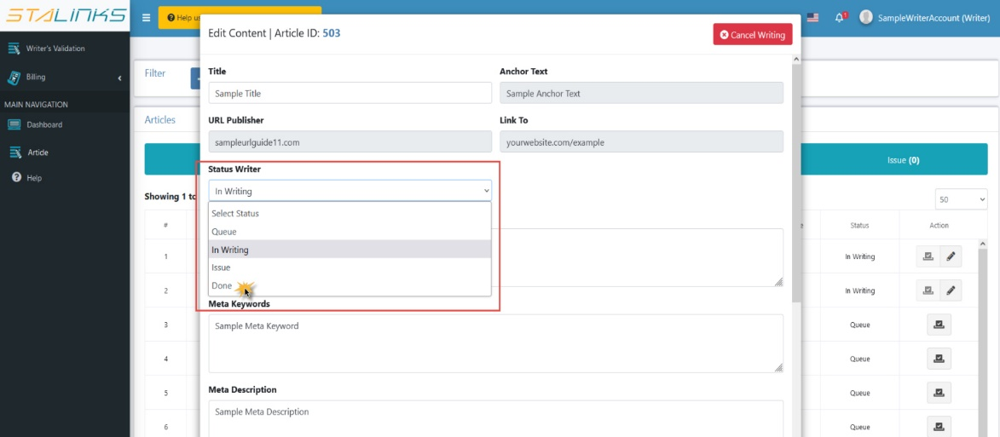 STALINKS
Help us
SampleWriterAccount (Writer)
Writer's Validation
Billing
MAIN NAVIGATION
Dashboard
Article
Help
Filter
Articles
Issue (0)
Showing 1 to
50
#
Status
Action
1
In Writing
2
In Writing
3
Queue
4
Queue
5
Queue
6
Queue
Edit Content | Article ID: 503
Cancel Writing
Title
Anchor Text
Sample Title
Sample Anchor Text
URL Publisher
Link To
sampleurlguide11.com
yourwebsite.com/example
Status Writer
In Writing
Select Status
Queue
In Writing
Issue
Done
Meta Keywords
Sample Meta Keyword
Meta Description
Sample Meta Description